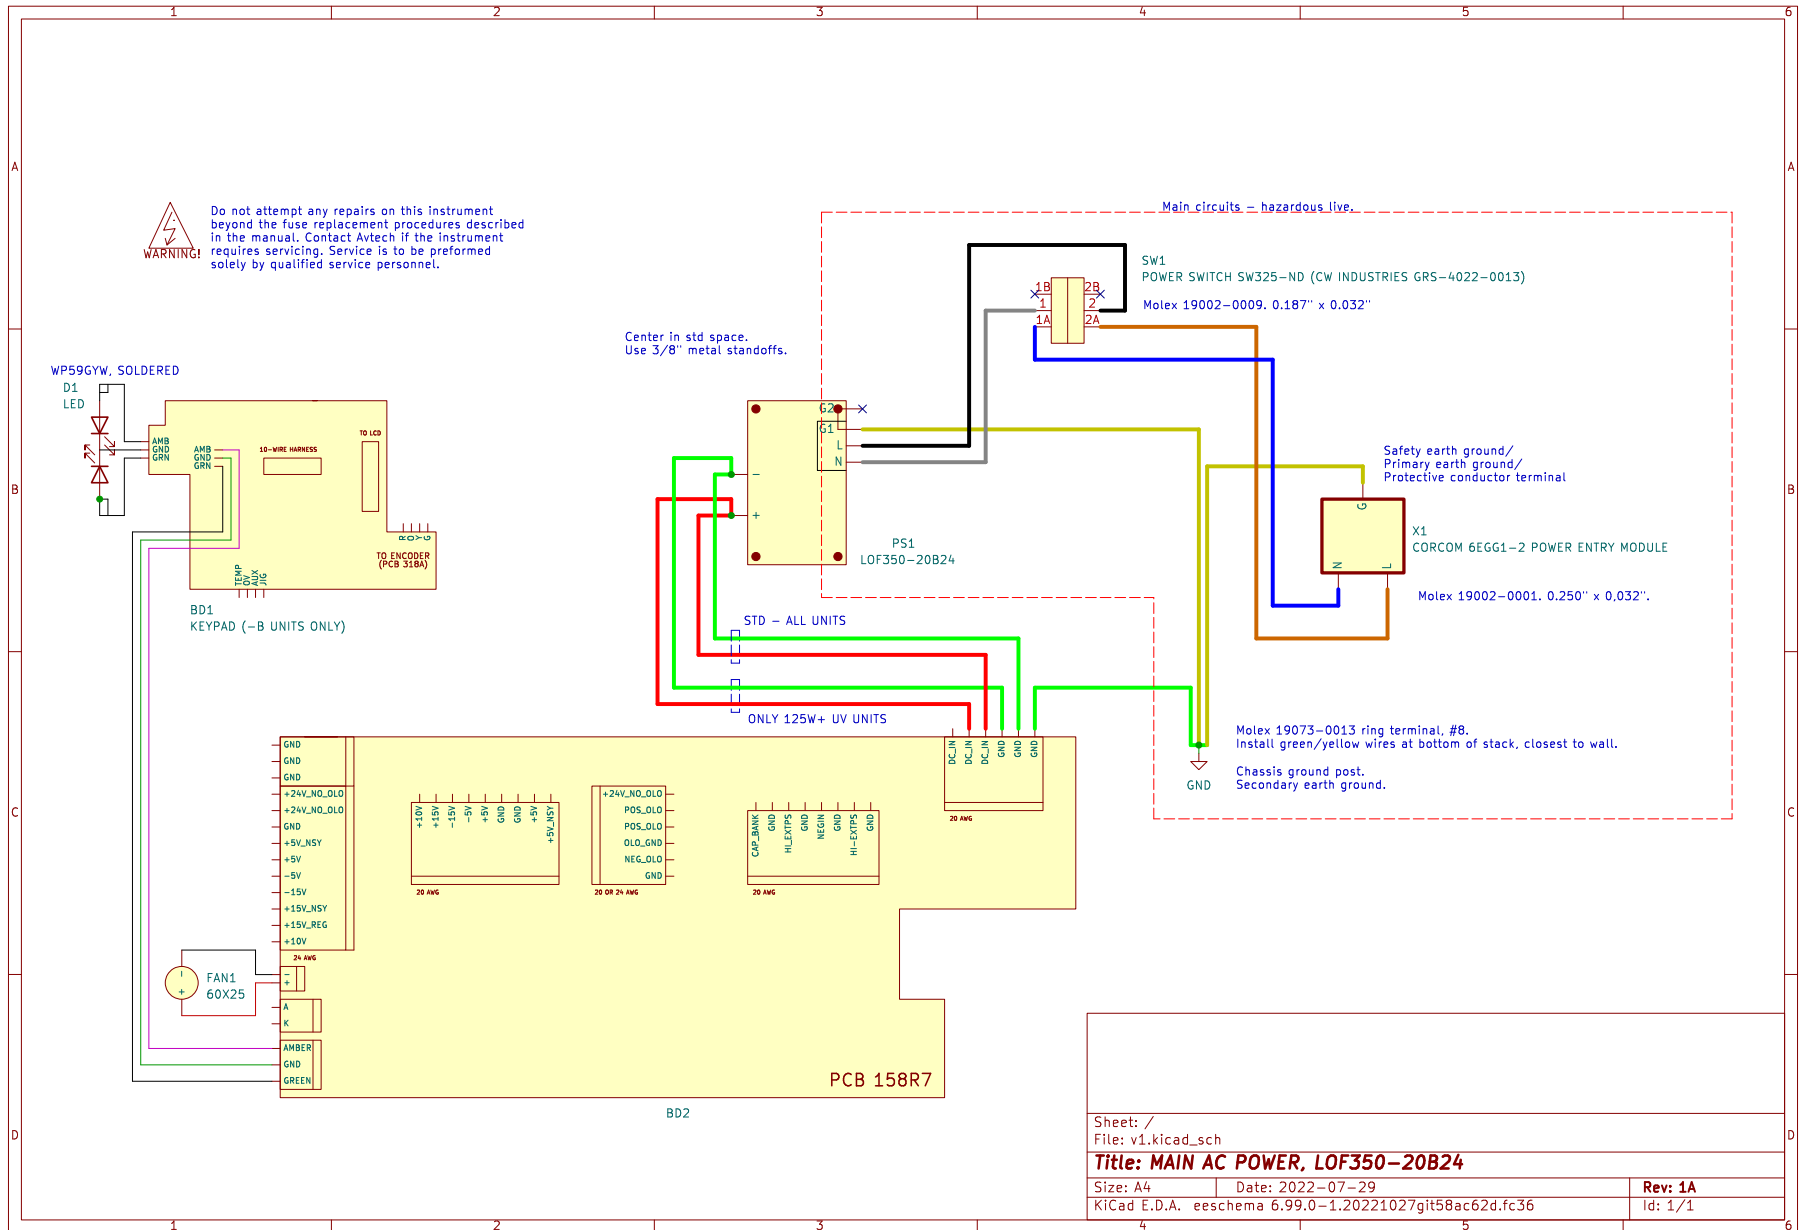 1 2 3 4 5 6
A A
B B
C C
D D
1 2 3 4 5 6
WARNING!
Do not attempt any repairs on this instrument
beyond the fuse replacement procedures described
in the manual. Contact Avtech if the instrument
requires servicing. Service is to be preformed
solely by qualified service personnel.
Main circuits - hazardous live.
SW1
POWER SWITCH SW325-ND (CW INDUSTRIES GRS-4022-0013)
Molex 19002-0009. 0.187" x 0.032"
1B 2B
1 2
1A 2A
Center in std space.
Use 3/8" metal standoffs.
G2
G1
L
N
-
+
PS1
LOF350-20B24
Safety earth ground/
Primary earth ground/
Protective conductor terminal
G
N
L
X1
CORCOM 6EGG1-2 POWER ENTRY MODULE
Molex 19002-0001. 0.250" x 0,032".
WP59GYW, SOLDERED
D1
LED
AMB
GND
GRN
AMB
GND
GRN
10-WIRE HARNESS
TO LCD
R
O
Y
G
TO ENCODER
(PCB 318A)
TEMP
0V
AUX
JIG
BD1
KEYPAD (-B UNITS ONLY)
STD - ALL UNITS
ONLY 125W+ UV UNITS
Molex 19073-0013 ring terminal, #8.
Install green/yellow wires at bottom of stack, closest to wall.
Chassis ground post.
Secondary earth ground.
GND
DC_IN
DC_IN
DC_IN
GND
GND
GND
20 AWG
GND
GND
GND
+24V_NO_OLO
+24V_NO_OLO
GND
+5V_NSY
+5V
-5V
-15V
+15V_NSY
+15V_REG
+10V
24 AWG
-
+
A
K
AMBER
GND
GREEN
+10V
+15V
-15V
-5V
+5V
GND
GND
+5V
+5V_NSY
20 AWG
+24V_NO_OLO
POS_OLO
POS_OLO
OLO_GND
NEG_OLO
GND
20 OR 24 AWG
CAP_BANK
GND
HI_EXTPS
GND
NEGIN
GND
HI-EXTPS
GND
20 AWG
-
+
FAN1
60X25
PCB 158R7
BD2
Sheet: /
File: v1.kicad_sch
Title: MAIN AC POWER, LOF350-20B24
Size: A4 Date: 2022-07-29 Rev: 1A
KiCad E.D.A. eeschema 6.99.0-1.20221027git58ac62d.fc36 Id: 1/1